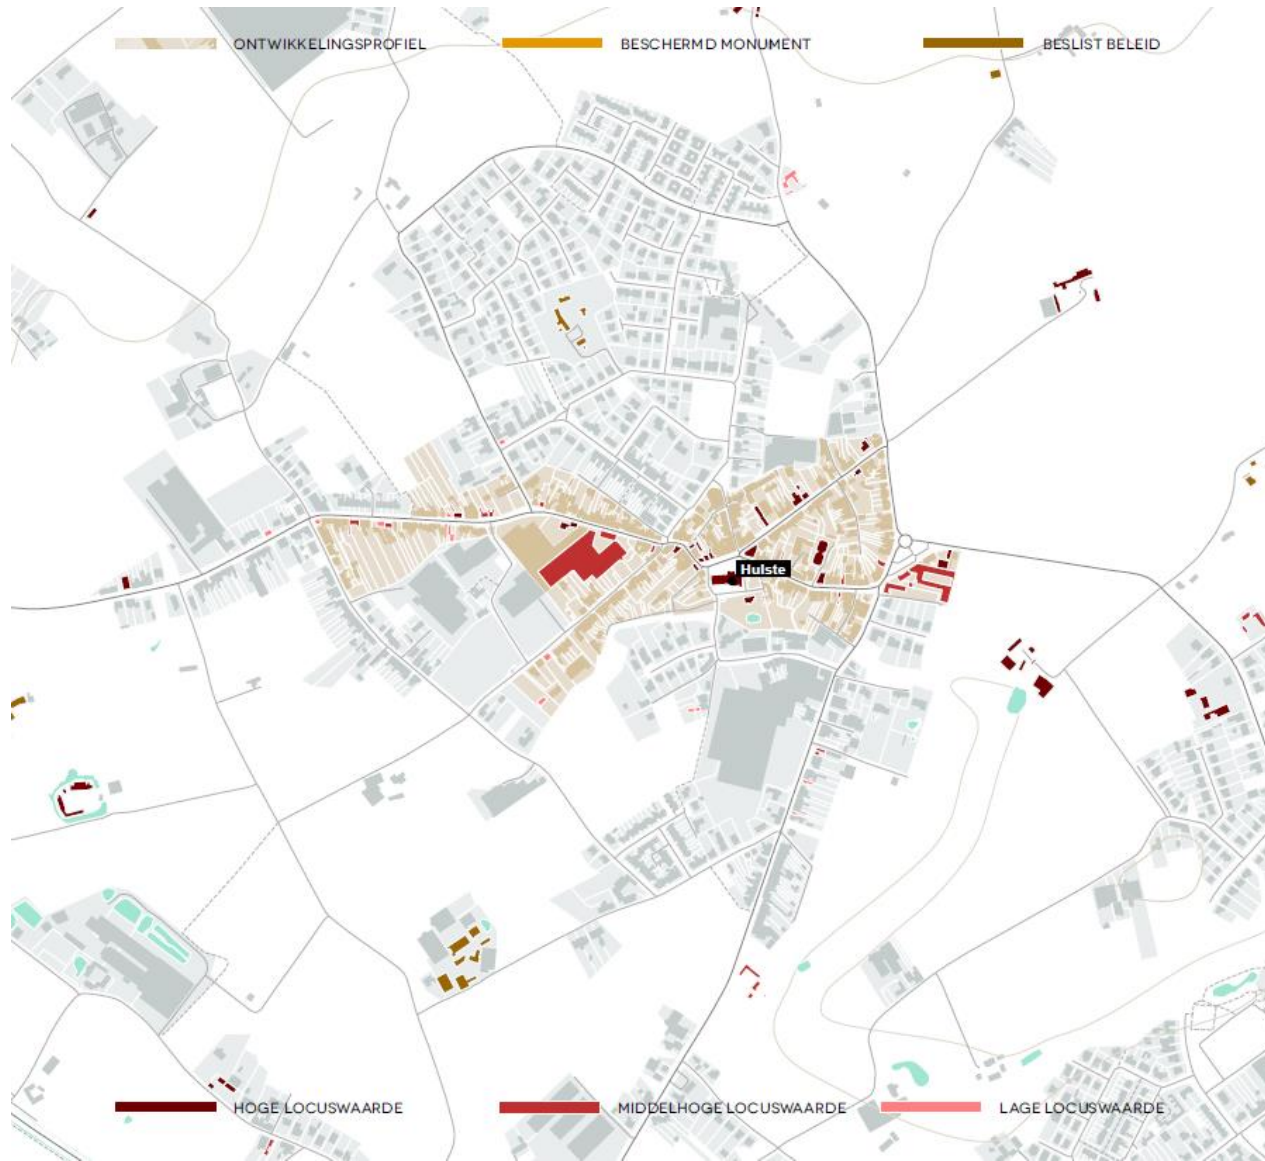 ONTWIKKELINGSPROFIEL
BESCHERMD MONUMENT
BESLIST BELEID
Hulste
HOGE LOCUSWAARDE
MIDDELHOGE LOCUSWAARDE
LAGE LOCUSWAARDE